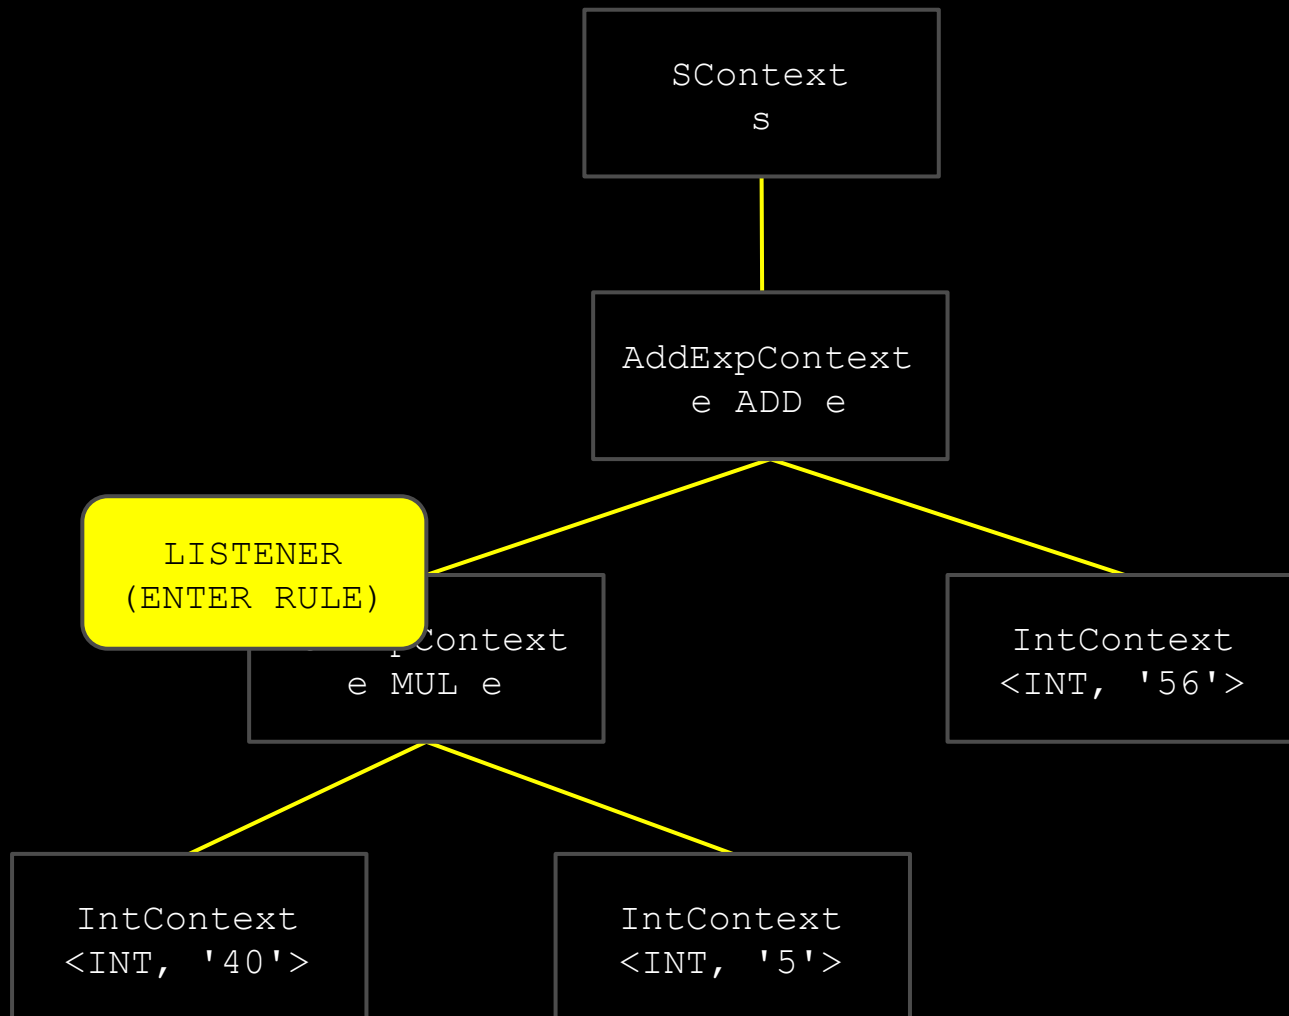 SContext
s
AddExpContext
e ADD e
LISTENER
(ENTER RULE)
Context
e MUL e
IntContext
<INT, '56'>
IntContext
<INT, '40'>
IntContext
<INT, '5'>